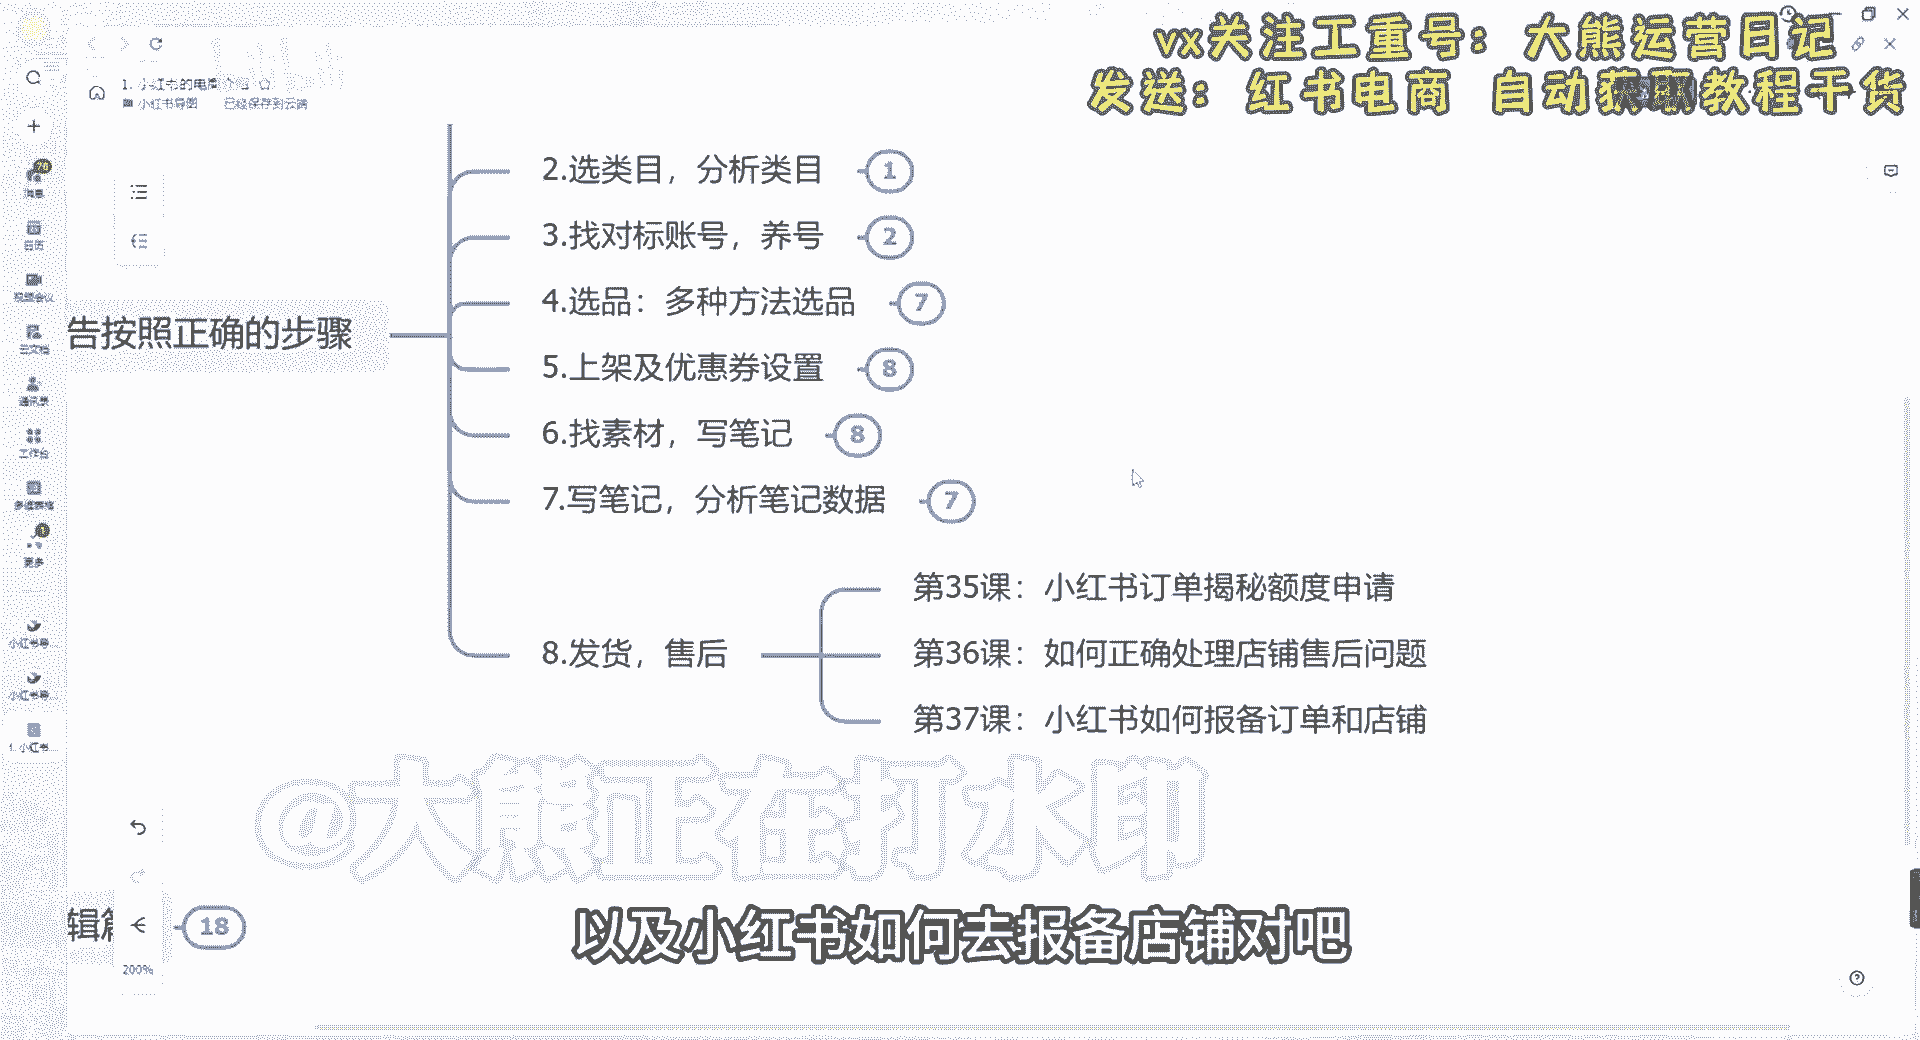 vx关注工重号：大熊运营日记
发送：红书电商 自动获取教程干货
1. 小红书的电商介绍
小红书导图 已经保存到云端
2.选类目，分析类目 1
3.找对标账号，养号 2
4.选品：多种方法选品 7
告按照正确的步骤
5.上架及优惠券设置 8
6.找素材，写笔记 8
7.写笔记，分析笔记数据 7
8.发货，售后
第35课：小红书订单揭秘额度申请
第36课：如何正确处理店铺售后问题
第37课：小红书如何报备订单和店铺
消息
视频会议
云文档
通讯录
工作台
多维表格
更多
小红书导...
小红书导...
1. 小红书...
@大熊正在打水印
辑篇 18
200%
以及小红书如何去报备店铺对吧